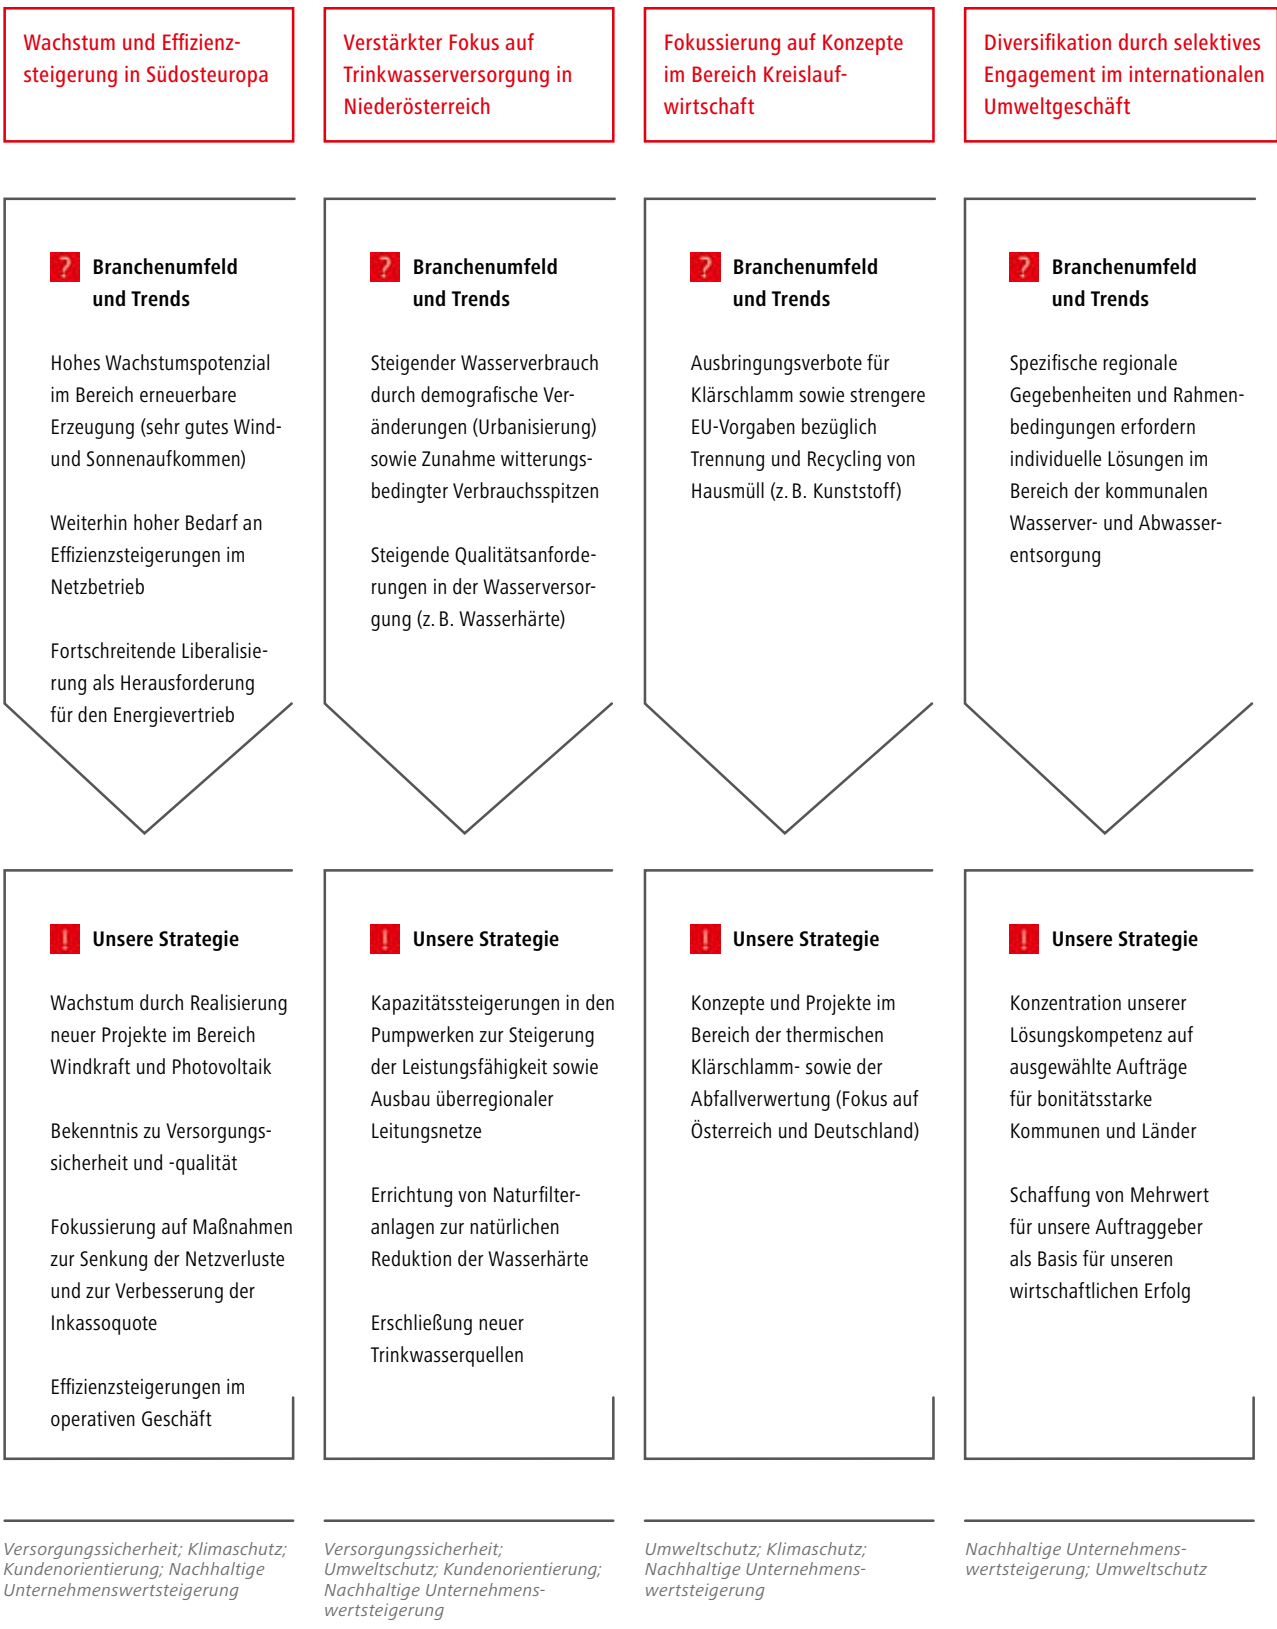 Wachstum und Effizienz-
steigerung in Südosteuropa
Verstärkter Fokus auf
Trinkwasserversorgung in
Niederösterreich
Fokussierung auf Konzepte
im Bereich Kreislauf-
wirtschaft
Diversifikation durch selektives
Engagement im internationalen
Umweltgeschäft
? Branchenumfeld
und Trends
Hohes Wachstumspotenzial
im Bereich erneuerbare
Erzeugung (sehr gutes Wind-
und Sonnenaufkommen)
Weiterhin hoher Bedarf an
Effizienzsteigerungen im
Netzbetrieb
Fortschreitende Liberalisie-
rung als Herausforderung
für den Energievertrieb
? Branchenumfeld
und Trends
Steigender Wasserverbrauch
durch demografische Ver-
änderungen (Urbanisierung)
sowie Zunahme witterungs-
bedingter Verbrauchsspitzen
Steigende Qualitätsanforde-
rungen in der Wasserversor-
gung (z. B. Wasserhärte)
? Branchenumfeld
und Trends
Ausbringungsverbote für
Klärschlamm sowie strengere
EU-Vorgaben bezüglich
Trennung und Recycling von
Hausmüll (z. B. Kunststoff)
? Branchenumfeld
und Trends
Spezifische regionale
Gegebenheiten und Rahmen-
bedingungen erfordern
individuelle Lösungen im
Bereich der kommunalen
Wasserver- und Abwasser-
entsorgung
! Unsere Strategie
Wachstum durch Realisierung
neuer Projekte im Bereich
Windkraft und Photovoltaik
Bekenntnis zu Versorgungs-
sicherheit und -qualität
Fokussierung auf Maßnahmen
zur Senkung der Netzverluste
und zur Verbesserung der
Inkassoquote
Effizienzsteigerungen im
operativen Geschäft
! Unsere Strategie
Kapazitätssteigerungen in den
Pumpwerken zur Steigerung
der Leistungsfähigkeit sowie
Ausbau überregionaler
Leitungsnetze
Errichtung von Naturfilter-
anlagen zur natürlichen
Reduktion der Wasserhärte
Erschließung neuer
Trinkwasserquellen
! Unsere Strategie
Konzepte und Projekte im
Bereich der thermischen
Klärschlamm- sowie der
Abfallverwertung (Fokus auf
Österreich und Deutschland)
! Unsere Strategie
Konzentration unserer
Lösungskompetenz auf
ausgewählte Aufträge
für bonitätsstarke
Kommunen und Länder
Schaffung von Mehrwert
für unsere Auftraggeber
als Basis für unseren
wirtschaftlichen Erfolg
Versorgungssicherheit; Klimaschutz;
Kundenorientierung; Nachhaltige
Unternehmenswertsteigerung
Versorgungssicherheit;
Umweltschutz; Kundenorientierung;
Nachhaltige Unternehmens-
wertsteigerung
Umweltschutz; Klimaschutz;
Nachhaltige Unternehmens-
wertsteigerung
Nachhaltige Unternehmens-
wertsteigerung; Umweltschutz